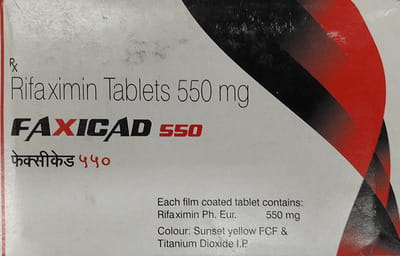 Rx
Rifaximin Tablets 550 mg
FAXICAD 550
फेक्सीकेड ५५०
Each film coated tablet contains:
Rifaximin Ph. Eur. 550 mg
Colour: Sunset yellow FCF &
Titanium Dioxide I.P.